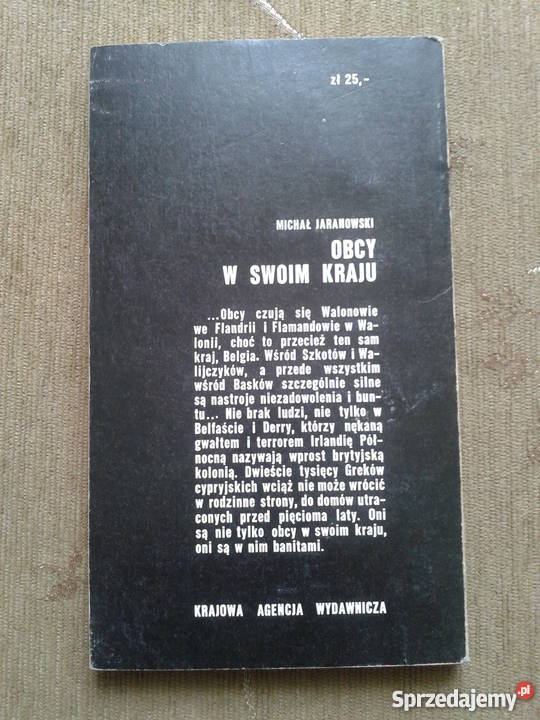 zł 25,-
MICHAŁ JARANOWSKI
OBCY
W SWOIM KRAJU
...Obcy czują się Walonowie
we Flandrii i Flamandowie w Wa-
lonii, choć to przecież ten sam
kraj, Belgia. Wśród Szkotów i Wa-
lijczyków, a przede wszystkim
wśród Basków szczególnie silne
są nastroje niezadowolenia i bun-
tu... Nie brak ludzi, nie tylko w
Belfaście i Derry, którzy nękaną
gwałtem i terrorem Irlandię Pół-
nocną nazywają wprost brytyjską
kolonią. Dwieście tysięcy Greków
cypryjskich wciąż nie może wrócić
w rodzinne strony, do domów utra-
conych przed pięcioma laty. Oni
są nie tylko obcy w swoim kraju,
oni są w nim banitami.
KRAJOWA AGENCJA WYDAWNICZA
Sprzedajemy.pl